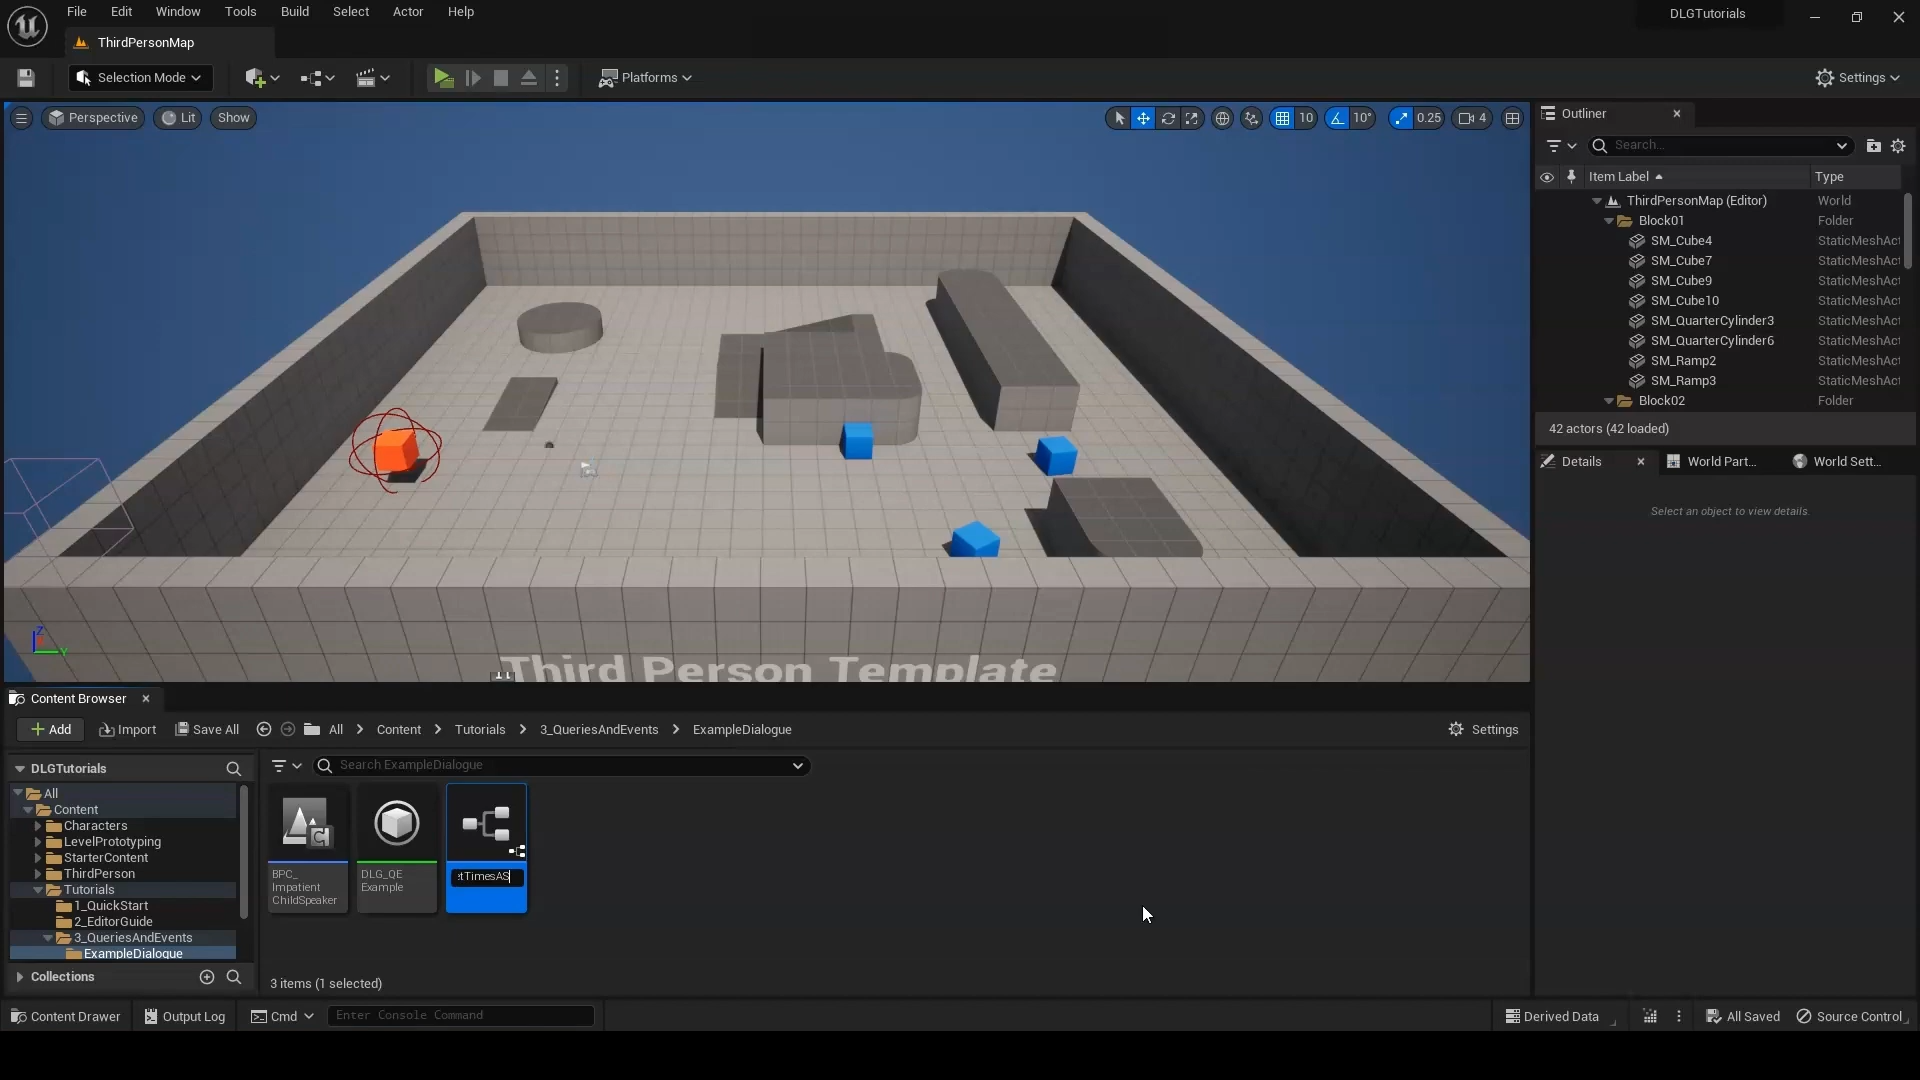 File Edit Window Tools Build Select Actor Help
DLGTutorials
ThirdPersonMap
Selection Mode
Platforms
Settings
Perspective Lit Show
10 10° 0.25 4
Outliner
Search...
Item Label Type
ThirdPersonMap (Editor) World
Block01 Folder
SM_Cube4 StaticMeshAct
SM_Cube7 StaticMeshAct
SM_Cube9 StaticMeshAct
SM_Cube10 StaticMeshAct
SM_QuarterCylinder3 StaticMeshAct
SM_QuarterCylinder6 StaticMeshAct
SM_Ramp2 StaticMeshAct
SM_Ramp3 StaticMeshAct
Block02 Folder
42 actors (42 loaded)
Details World Part... World Sett...
Select an object to view details.
Third Person Template
Z
Y
Content Browser
Add Import Save All All Content Tutorials 3_QueriesAndEvents ExampleDialogue Settings
DLGTutorials
Search ExampleDialogue
All
Content
Characters
LevelPrototyping
StarterContent
ThirdPerson
Tutorials
1_QuickStart
2_EditorGuide
3_QueriesAndEvents
ExampleDialogue
Collections
BPC_
Impatient
ChildSpeaker
DLG_QE
Example
tTimesAS
3 items (1 selected)
Content Drawer Output Log Cmd Enter Console Command Derived Data All Saved Source Control